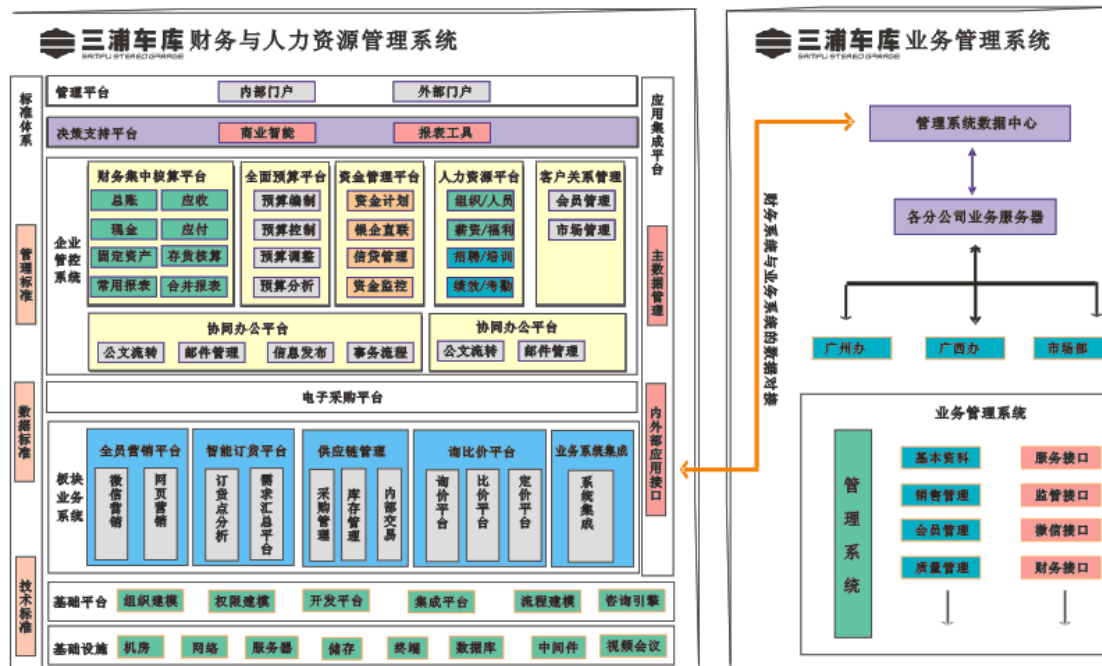 三浦车库 财务与人力资源管理系统
SAMPU STEREO GARAGE
标准体系
管理标准
数据标准
技术标准
管理平台 内部门户 外部门户
决策支持平台 商业智能 报表工具
企业管控系统
财务集中核算平台
总账 应收
现金 应付
固定资产 存货核算
常用报表 合并报表
全面预算平台
预算编制
预算控制
预算调整
预算分析
资金管理平台
资金计划
银企直联
信贷管理
资金监控
人力资源平台
组织/人员
薪资/福利
招聘/培训
绩效/考勤
客户关系管理
会员管理
市场管理
协同办公平台
公文流转 邮件管理 信息发布 事务流程
协同办公平台
公文流转 邮件管理
电子采购平台
板块业务系统
全员营销平台
微信营销 网页营销
智能订货平台
订货点分析 需求汇总平台
供应链管理
采购管理 库存管理 内部交易
询比价平台
询价平台 比价平台 定价平台
业务系统集成
系统集成
基础平台 组织建模 权限建模 开发平台 集成平台 流程建模 咨询引擎
基础设施 机房 网络 服务器 储存 终端 数据库 中间件 视频会议
应用集成平台
主数据管理
内外部应用接口
财务系统与业务系统的数据对接
三浦车库 业务管理系统
SAMPU STEREO GARAGE
管理系统数据中心
各分公司业务服务器
广州办 广西办 市场部
业务管理系统
管理系统
基本资料 服务接口
销售管理 监管接口
会员管理 微信接口
质量管理 财务接口